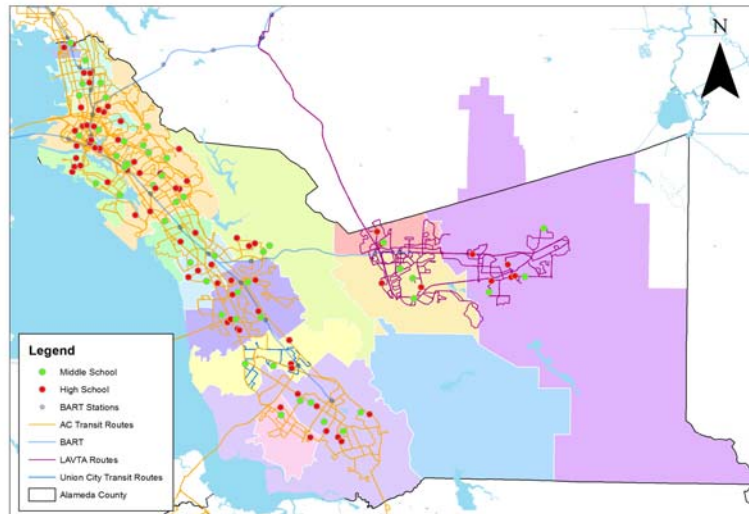 N
Legend
Middle School
High School
BART Stations
AC Transit Routes
BART
LAVTA Routes
Union City Transit Routes
Alameda County